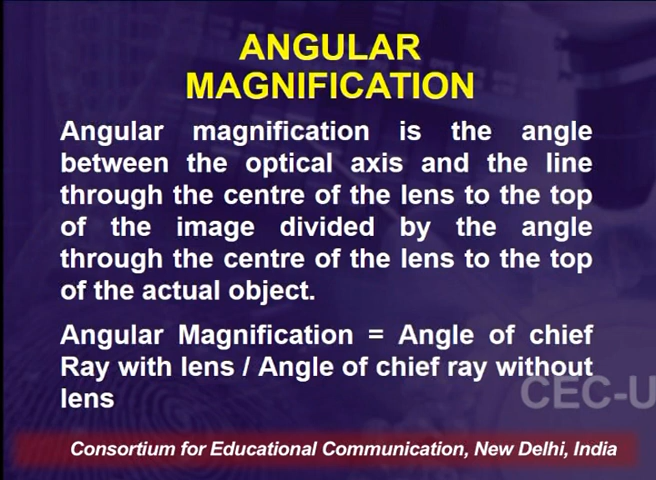 ANGULAR
MAGNIFICATION
Angular magnification is the angle
between the optical axis and the line
through the centre of the lens to the top
of the image divided by the angle
through the centre of the lens to the top
of the actual object.
Angular Magnification = Angle of chief
Ray with lens / Angle of chief ray without
lens
CEC-U
Consortium for Educational Communication, New Delhi, India